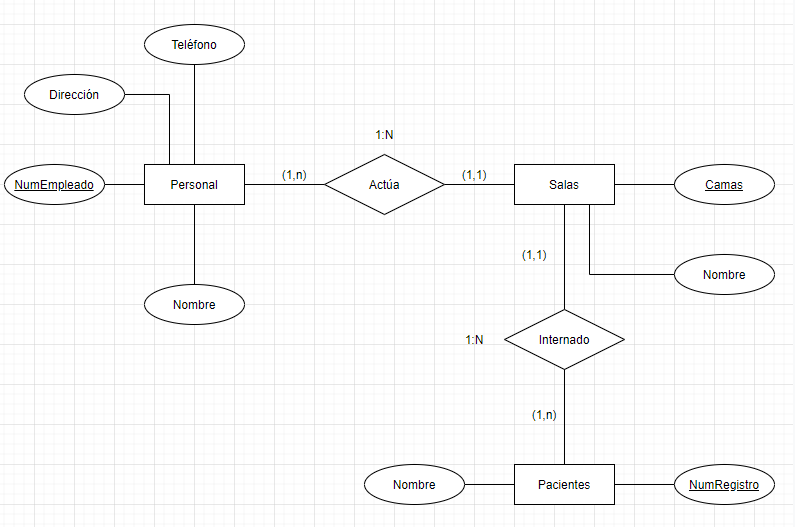 Teléfono
Dirección
1:N
NumEmpleado
Personal
(1,n)
Actúa
(1,1)
Salas
Camas
(1,1)
Nombre
Nombre
1:N
Internado
(1,n)
Nombre
Pacientes
NumRegistro